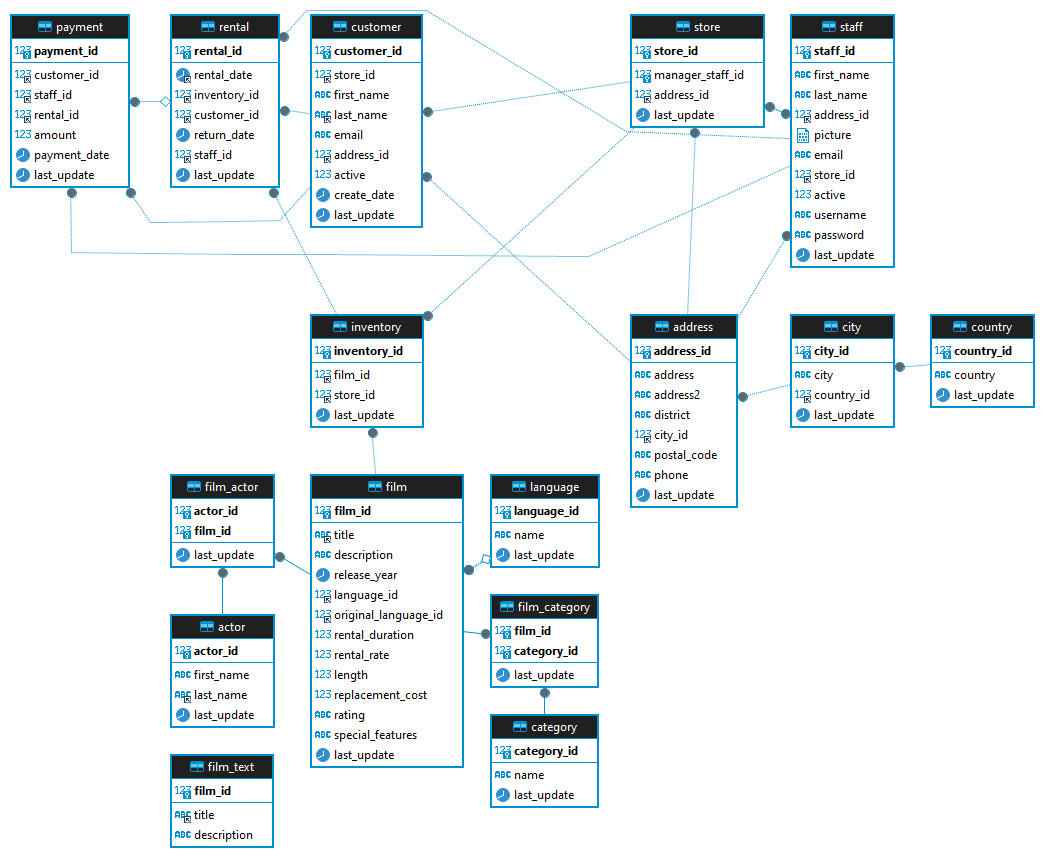 payment
payment_id
customer_id
staff_id
rental_id
amount
payment_date
last_update
rental
rental_id
rental_date
inventory_id
customer_id
return_date
staff_id
last_update
customer
customer_id
store_id
first_name
last_name
email
address_id
active
create_date
last_update
store
store_id
manager_staff_id
address_id
last_update
staff
staff_id
first_name
last_name
address_id
picture
email
store_id
active
username
password
last_update
inventory
inventory_id
film_id
store_id
last_update
address
address_id
address
address2
district
city_id
postal_code
phone
last_update
city
city_id
city
country_id
last_update
country
country_id
country
last_update
film_actor
actor_id
film_id
last_update
film
film_id
title
description
release_year
language_id
original_language_id
rental_duration
rental_rate
length
replacement_cost
rating
special_features
last_update
language
language_id
name
last_update
film_category
film_id
category_id
last_update
actor
actor_id
first_name
last_name
last_update
category
category_id
name
last_update
film_text
film_id
title
description